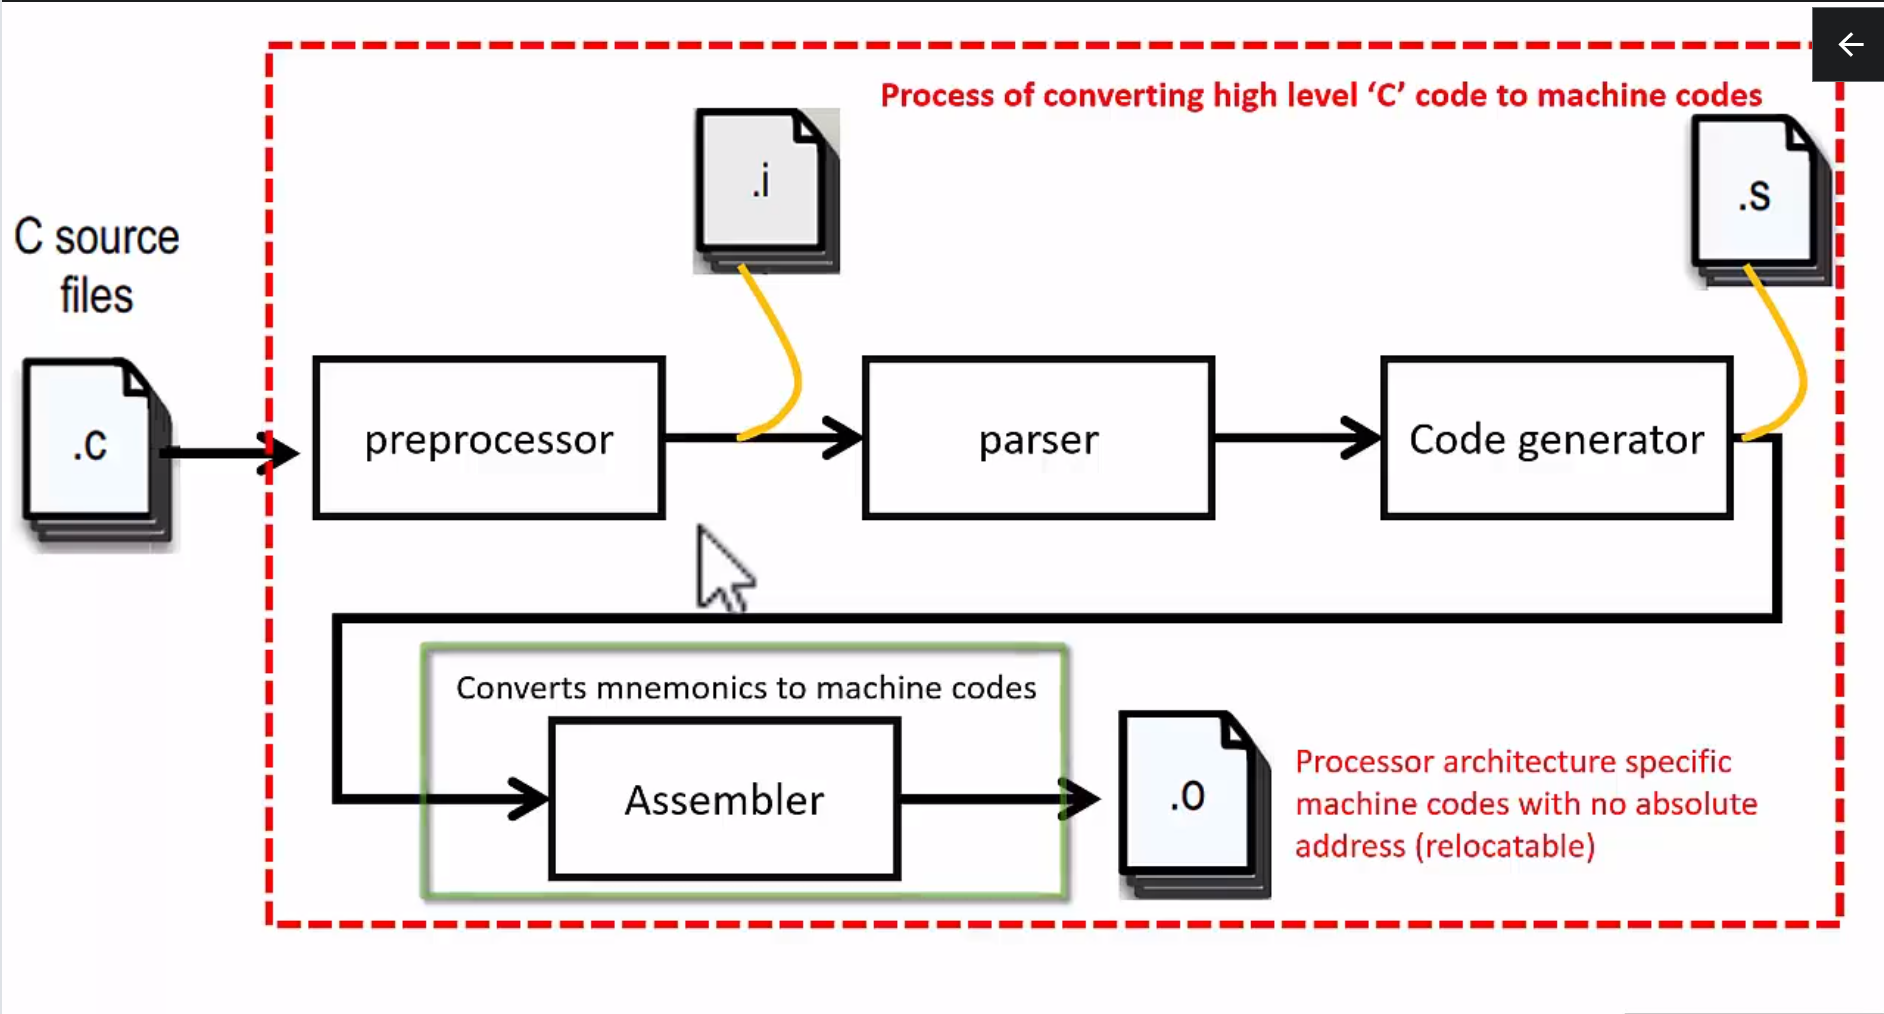 Process of converting high level ‘C’ code to machine codes
.i
.s
C source
files
.c
preprocessor
parser
Code generator
Converts mnemonics to machine codes
Assembler
.o
Processor architecture specific
machine codes with no absolute
address (relocatable)